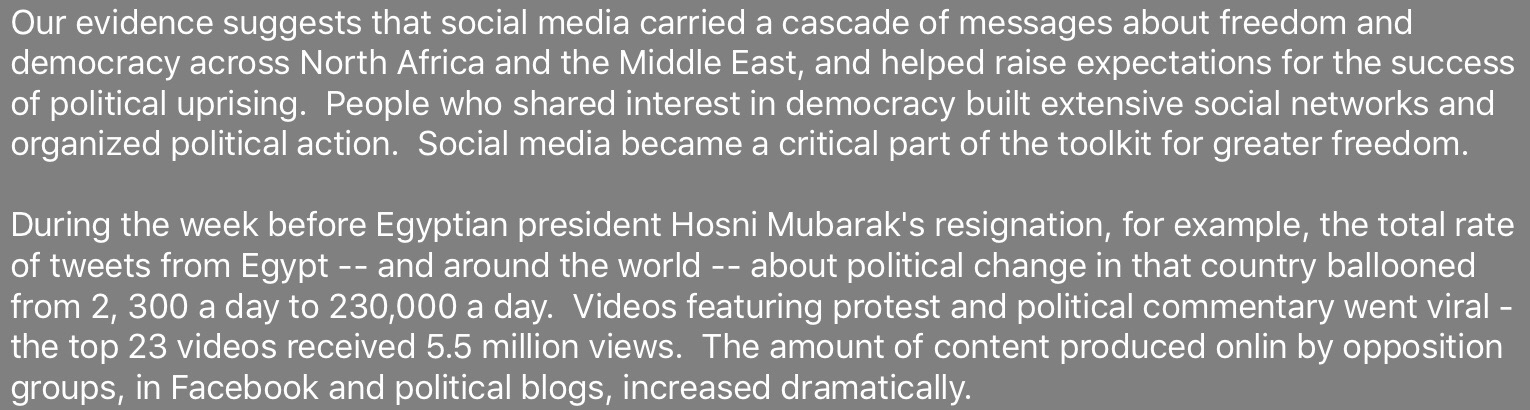 Our evidence suggests that social media carried a cascade of messages about freedom and
democracy across North Africa and the Middle East, and helped raise expectations for the success
of political uprising.  People who shared interest in democracy built extensive social networks and
organized political action.  Social media became a critical part of the toolkit for greater freedom.

During the week before Egyptian president Hosni Mubarak's resignation, for example, the total rate
of tweets from Egypt -- and around the world -- about political change in that country ballooned
from 2, 300 a day to 230,000 a day.  Videos featuring protest and political commentary went viral -
the top 23 videos received 5.5 million views.  The amount of content produced onlin by opposition
groups, in Facebook and political blogs, increased dramatically.